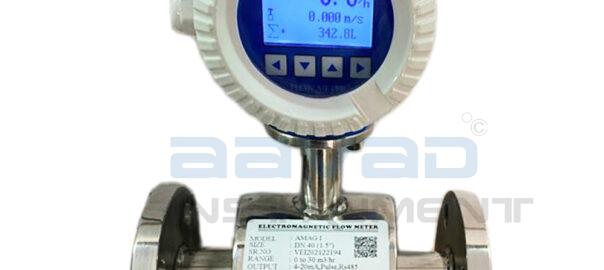 0.000 m/s
Σ+ 342.8L
aarad ©
INSTRUMENT
ELECTROMAGNETIC FLOW METER
MODEL : AMAG 1
SIZE : DN 40 (1.5")
SR.NO : VEI202122194
RANGE : 0 to 30 m3/hr
OUTPUT : 4-20mA,Pulse,Rs485